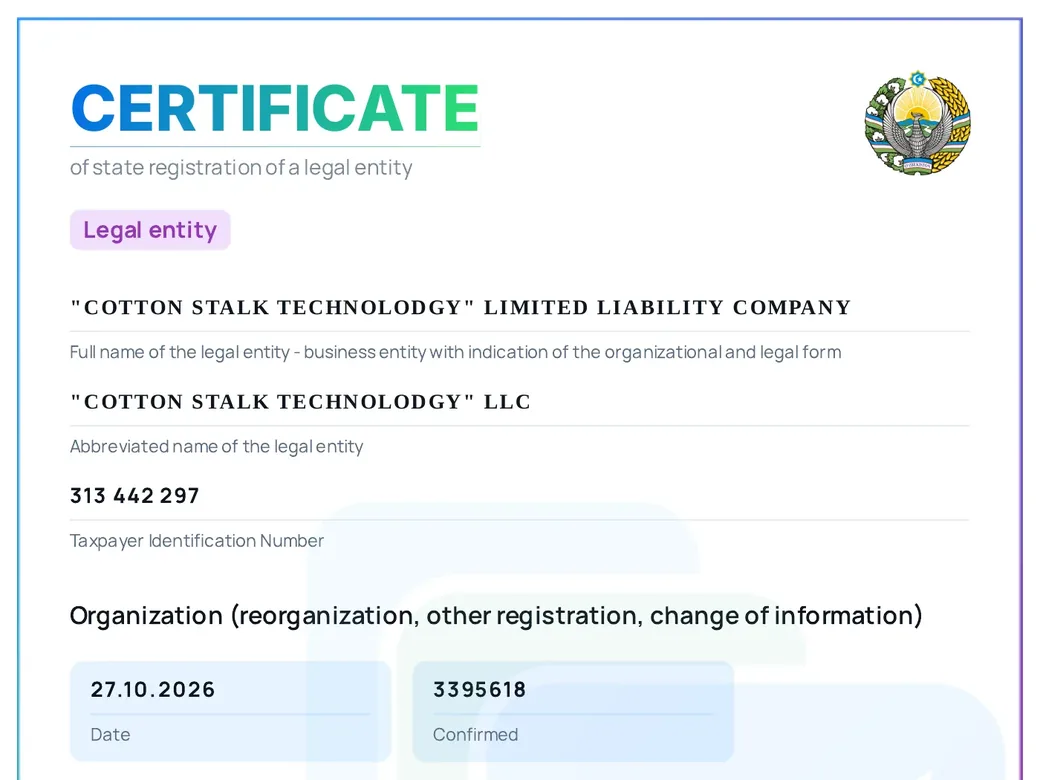 CERTIFICATE
of state registration of a legal entity
Legal entity
"COTTON STALK TECHNOLODGY" LIMITED LIABILITY COMPANY
Full name of the legal entity - business entity with indication of the organizational and legal form
"COTTON STALK TECHNOLODGY" LLC
Abbreviated name of the legal entity
313 442 297
Taxpayer Identification Number
Organization (reorganization, other registration, change of information)
27.10.2026
3395618
Date
Confirmed